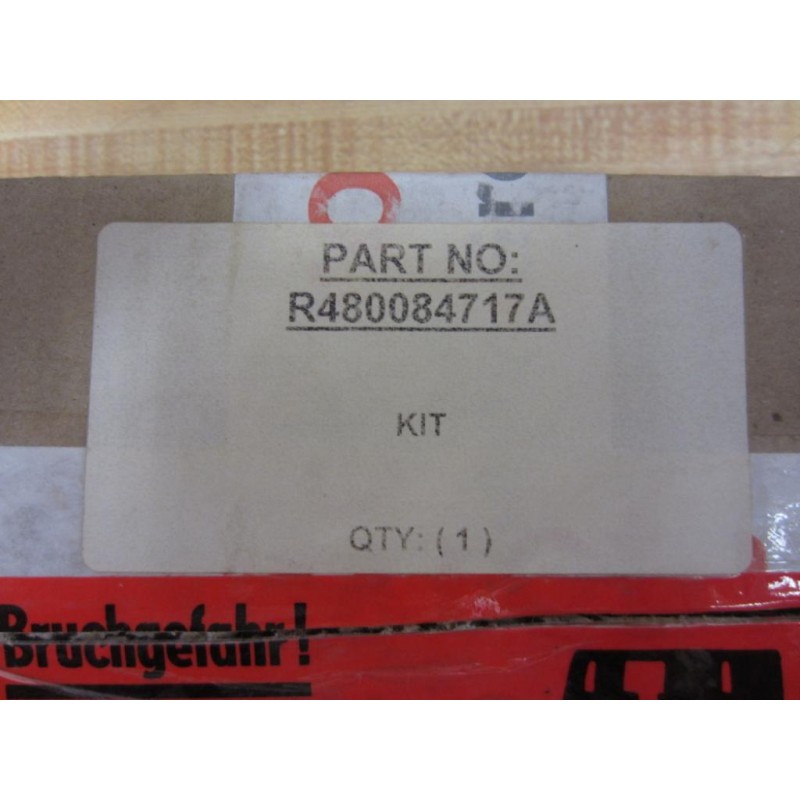 PART NO:
R480084717A
KIT
QTY: ( 1 )
Bruchgefahr!